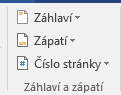 Záhlaví
Zápatí
Číslo stránky
Záhlaví a zápatí